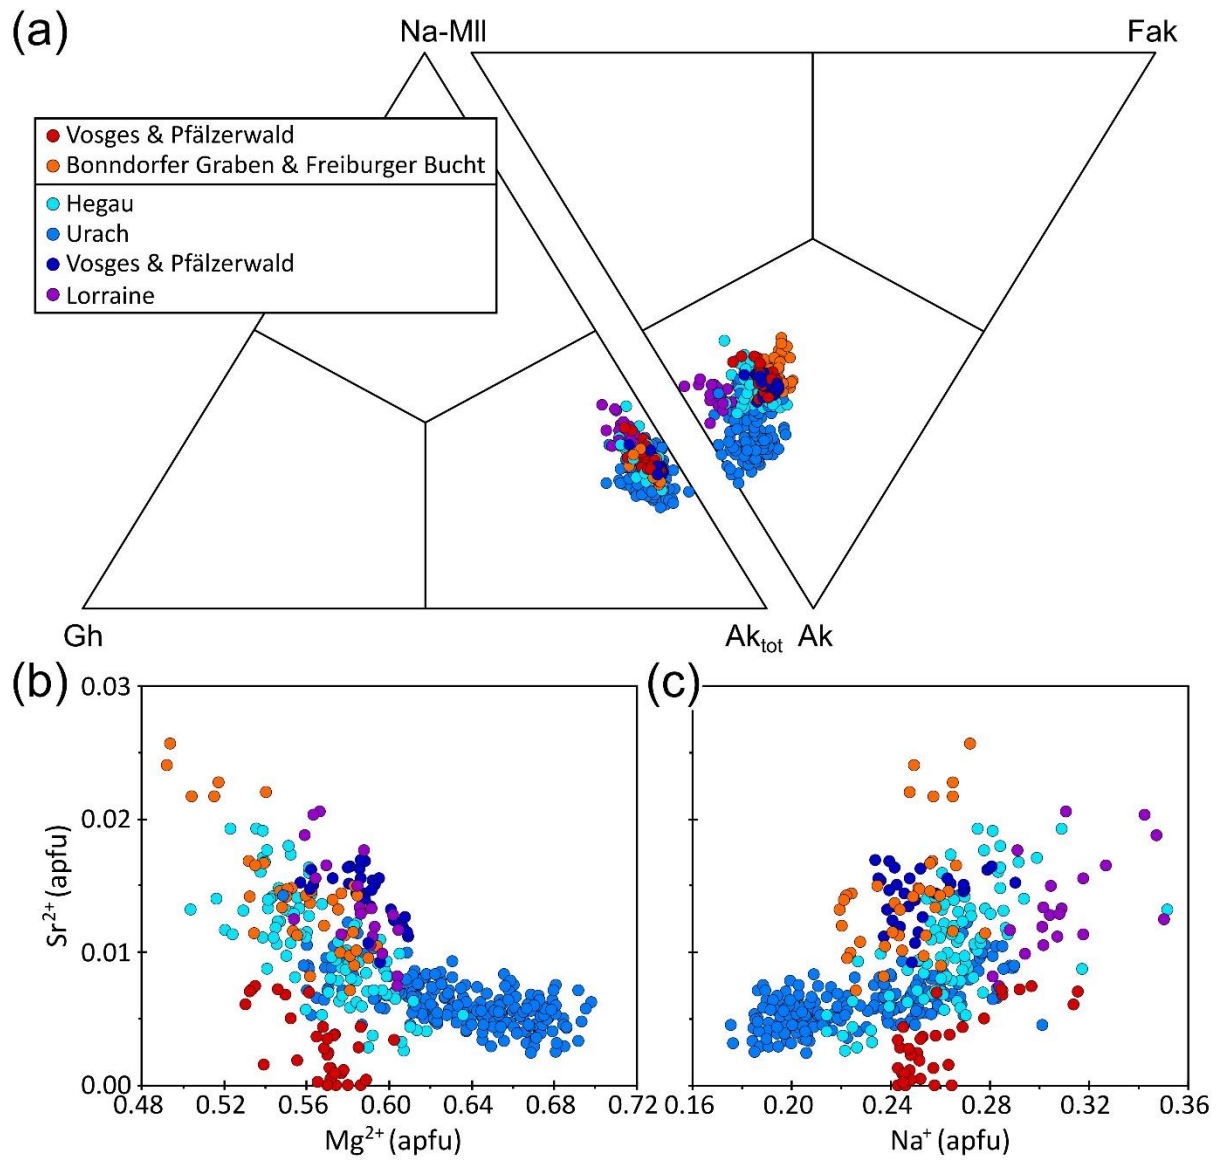 (a)
Na-Mll
Fak
Vosges & Pfälzerwald
Bonndorfer Graben & Freiburger Bucht
Hegau
Urach
Vosges & Pfälzerwald
Lorraine
Gh
Ak_tot
Ak
(b)
0.03
0.02
0.01
0.00
Sr²⁺ (apfu)
0.48 0.52 0.56 0.60 0.64 0.68 0.72
Mg²⁺ (apfu)
(c)
0.16 0.20 0.24 0.28 0.32 0.36
Na⁺ (apfu)